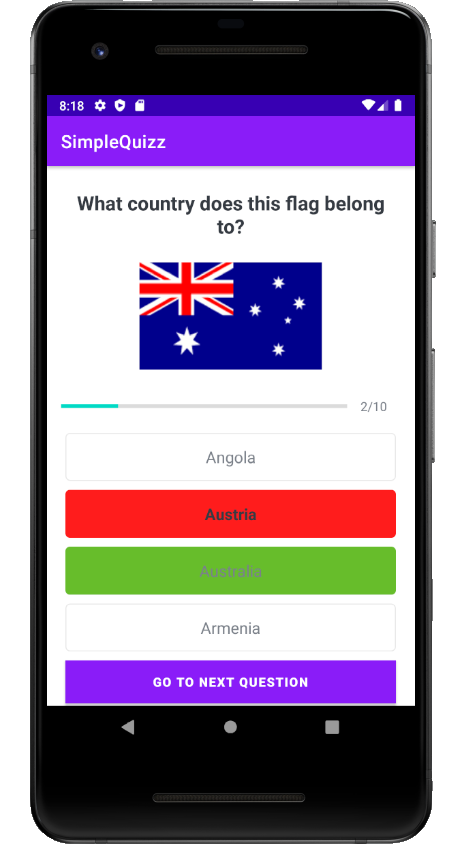 8:18
SimpleQuizz
What country does this flag belong
to?
2/10
Angola
Austria
Australia
Armenia
GO TO NEXT QUESTION